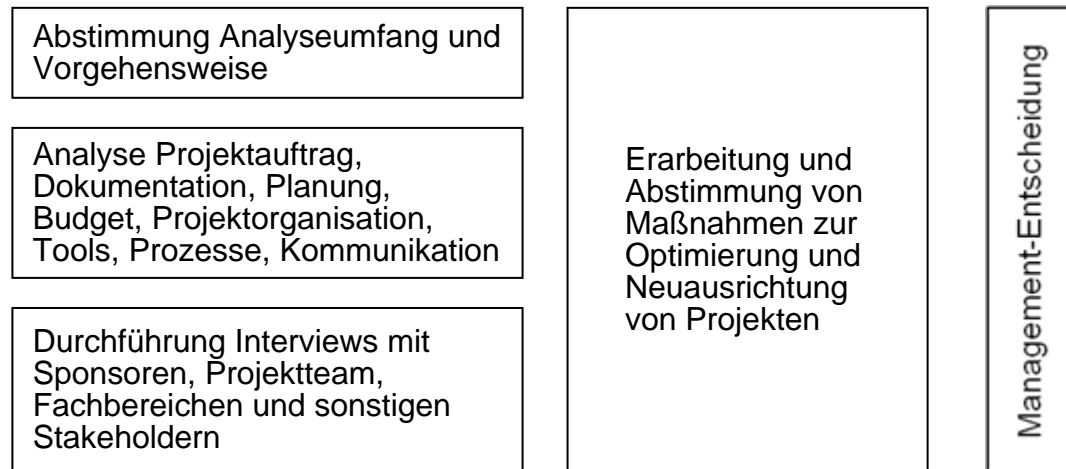 Abstimmung Analyseumfang und
Vorgehensweise
Analyse Projektauftrag,
Dokumentation, Planung,
Budget, Projektorganisation,
Tools, Prozesse, Kommunikation
Durchführung Interviews mit
Sponsoren, Projektteam,
Fachbereichen und sonstigen
Stakeholdern
Erarbeitung und
Abstimmung von
Maßnahmen zur
Optimierung und
Neuausrichtung
von Projekten
Management-Entscheidung